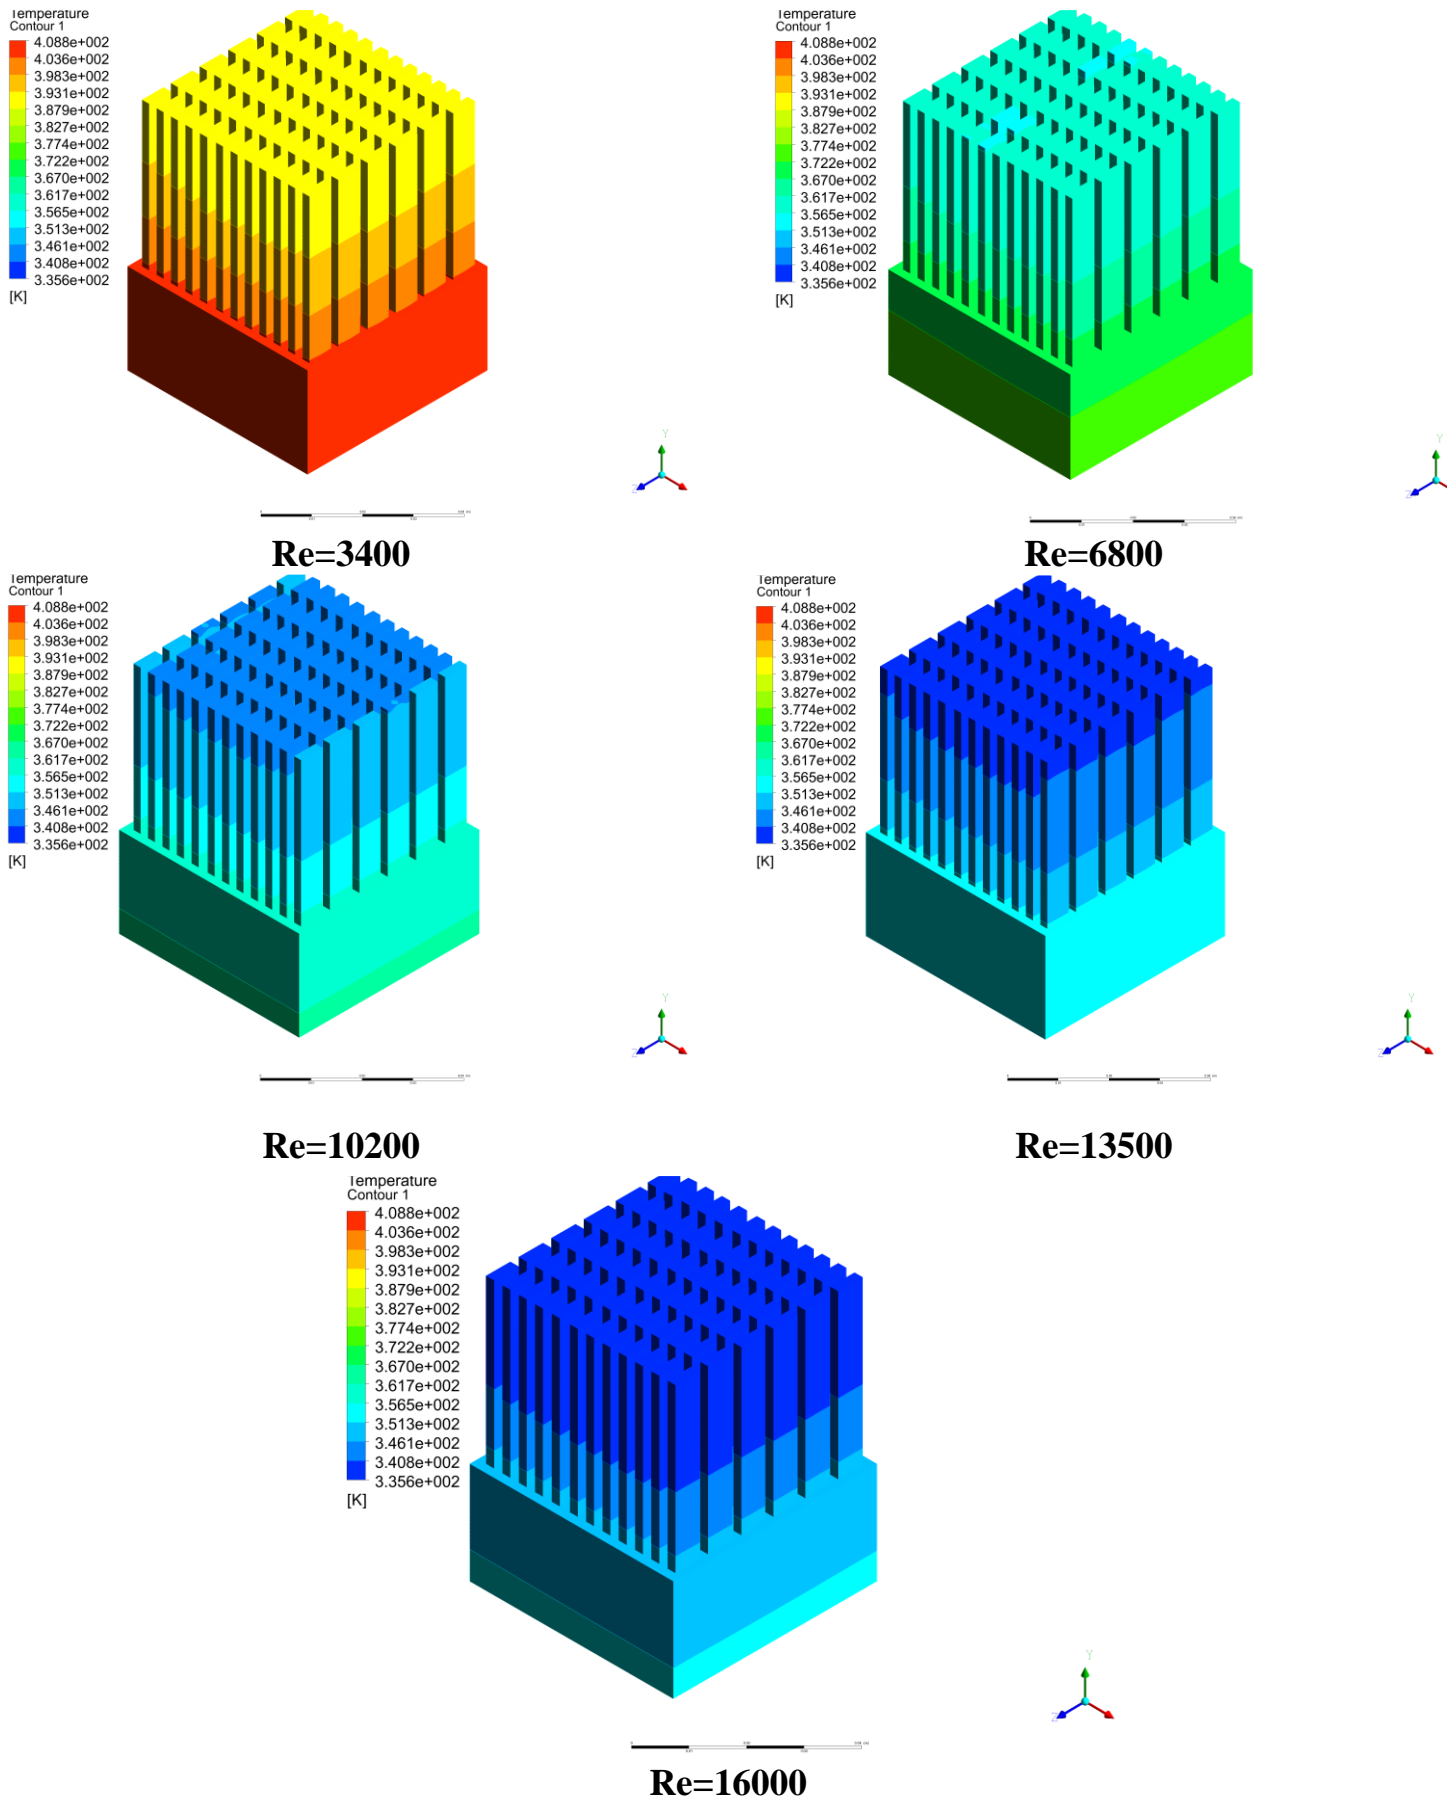 Temperature
Contour 1
4.088e+002
4.036e+002
3.983e+002
3.931e+002
3.879e+002
3.827e+002
3.774e+002
3.722e+002
3.670e+002
3.617e+002
3.565e+002
3.513e+002
3.461e+002
3.408e+002
3.356e+002
[K]
Y
Z
Re=3400
Temperature
Contour 1
4.088e+002
4.036e+002
3.983e+002
3.931e+002
3.879e+002
3.827e+002
3.774e+002
3.722e+002
3.670e+002
3.617e+002
3.565e+002
3.513e+002
3.461e+002
3.408e+002
3.356e+002
[K]
Y
Z
Re=6800
Temperature
Contour 1
4.088e+002
4.036e+002
3.983e+002
3.931e+002
3.879e+002
3.827e+002
3.774e+002
3.722e+002
3.670e+002
3.617e+002
3.565e+002
3.513e+002
3.461e+002
3.408e+002
3.356e+002
[K]
Y
Z
Re=10200
Temperature
Contour 1
4.088e+002
4.036e+002
3.983e+002
3.931e+002
3.879e+002
3.827e+002
3.774e+002
3.722e+002
3.670e+002
3.617e+002
3.565e+002
3.513e+002
3.461e+002
3.408e+002
3.356e+002
[K]
Y
Z
Re=13500
Temperature
Contour 1
4.088e+002
4.036e+002
3.983e+002
3.931e+002
3.879e+002
3.827e+002
3.774e+002
3.722e+002
3.670e+002
3.617e+002
3.565e+002
3.513e+002
3.461e+002
3.408e+002
3.356e+002
[K]
Y
Z
Re=16000